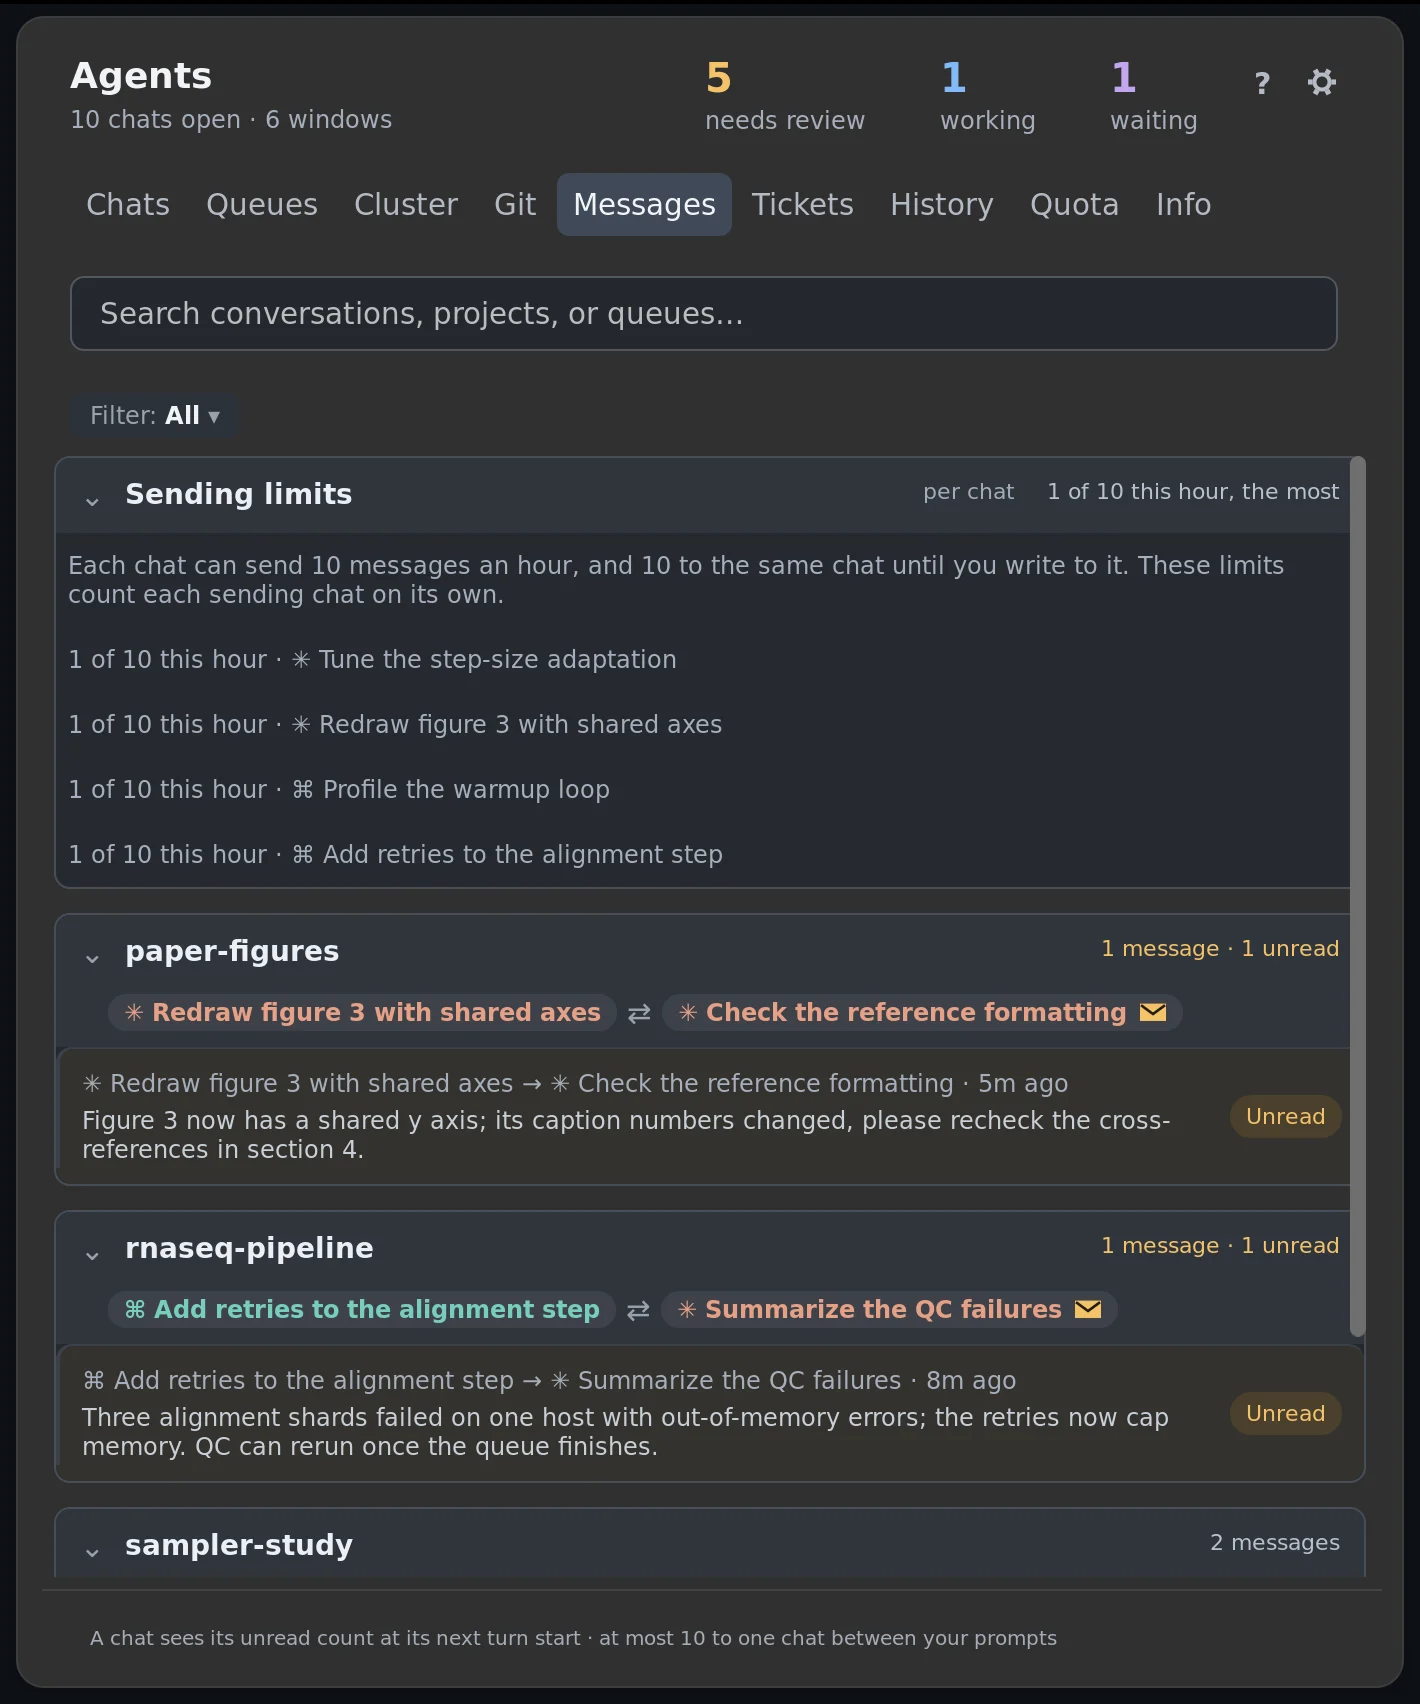 Agents
10 chats open · 6 windows
5 needs review
1 working
1 waiting
?
Chats Queues Cluster Git Messages Tickets History Quota Info
Search conversations, projects, or queues...
Filter: All ▾
Sending limits per chat 1 of 10 this hour, the most
Each chat can send 10 messages an hour, and 10 to the same chat until you write to it. These limits
count each sending chat on its own.
1 of 10 this hour · ✳ Tune the step-size adaptation
1 of 10 this hour · ✳ Redraw figure 3 with shared axes
1 of 10 this hour · ⌘ Profile the warmup loop
1 of 10 this hour · ⌘ Add retries to the alignment step
paper-figures 1 message · 1 unread
✳ Redraw figure 3 with shared axes ⇄ ✳ Check the reference formatting
✳ Redraw figure 3 with shared axes → ✳ Check the reference formatting · 5m ago
Figure 3 now has a shared y axis; its caption numbers changed, please recheck the cross-
references in section 4.
Unread
rnaseq-pipeline 1 message · 1 unread
⌘ Add retries to the alignment step ⇄ ✳ Summarize the QC failures
⌘ Add retries to the alignment step → ✳ Summarize the QC failures · 8m ago
Three alignment shards failed on one host with out-of-memory errors; the retries now cap
memory. QC can rerun once the queue finishes.
Unread
sampler-study 2 messages
A chat sees its unread count at its next turn start · at most 10 to one chat between your prompts